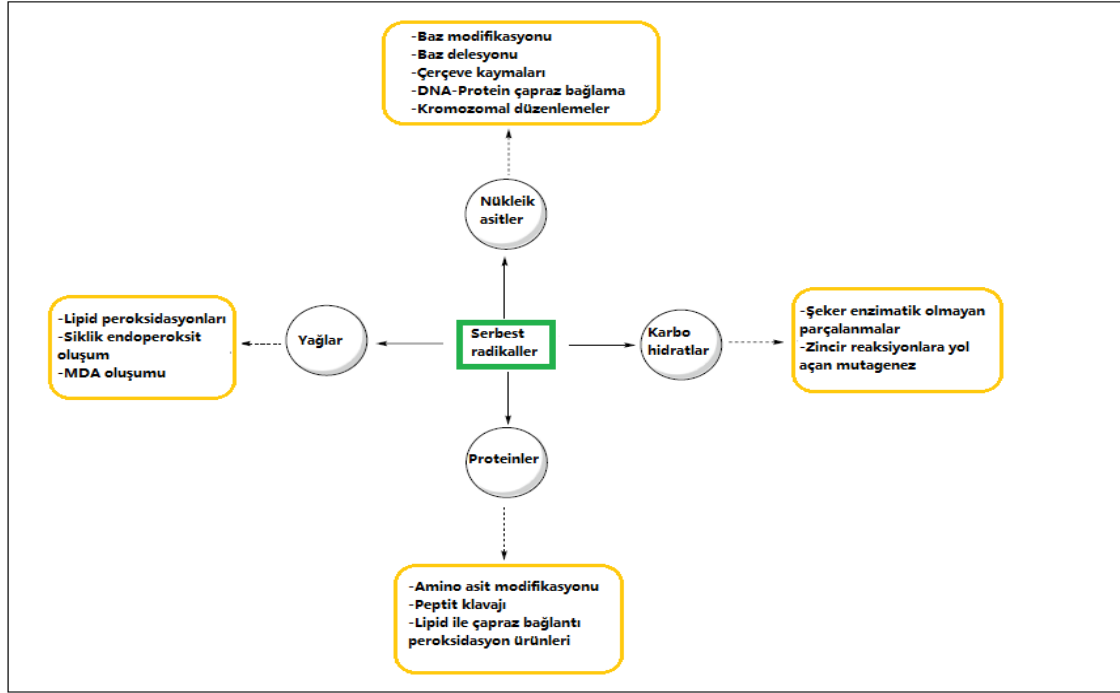 -Baz modifikasyonu
-Baz delesyonu
-Çerçeve kaymaları
-DNA-Protein çapraz bağlama
-Kromozomal düzenlemeler
Nükleik
asitler
-Lipid peroksidasyonları
-Siklik endoperoksit
oluşum
-MDA oluşumu
Yağlar
Serbest
radikaller
Karbo
hidratlar
-Şeker enzimatik olmayan
parçalanmalar
-Zincir reaksiyonlara yol
açan mutagenez
Proteinler
-Amino asit modifikasyonu
-Peptit klavajı
-Lipid ile çapraz bağlantı
peroksidasyon ürünleri